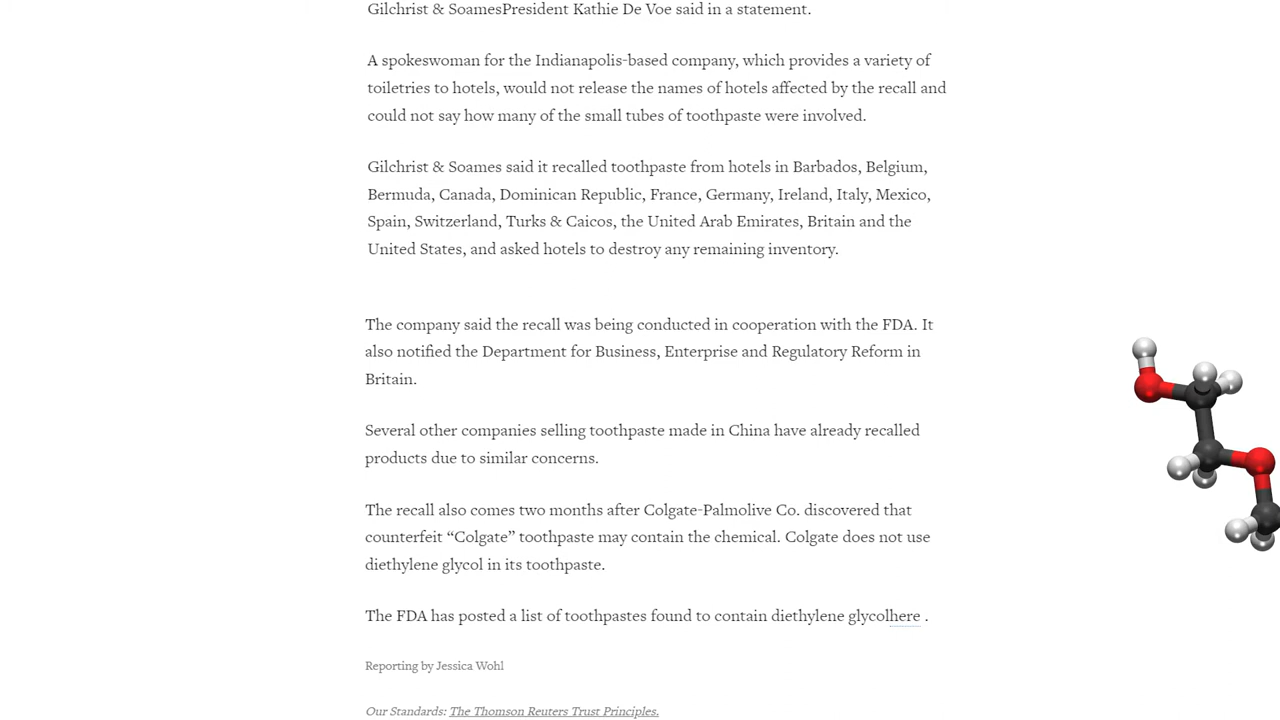 Gilchrist & SoamesPresident Kathie De Voe said in a statement.
A spokeswoman for the Indianapolis-based company, which provides a variety of
toiletries to hotels, would not release the names of hotels affected by the recall and
could not say how many of the small tubes of toothpaste were involved.
Gilchrist & Soames said it recalled toothpaste from hotels in Barbados, Belgium,
Bermuda, Canada, Dominican Republic, France, Germany, Ireland, Italy, Mexico,
Spain, Switzerland, Turks & Caicos, the United Arab Emirates, Britain and the
United States, and asked hotels to destroy any remaining inventory.
The company said the recall was being conducted in cooperation with the FDA. It
also notified the Department for Business, Enterprise and Regulatory Reform in
Britain.
Several other companies selling toothpaste made in China have already recalled
products due to similar concerns.
The recall also comes two months after Colgate-Palmolive Co. discovered that
counterfeit “Colgate” toothpaste may contain the chemical. Colgate does not use
diethylene glycol in its toothpaste.
The FDA has posted a list of toothpastes found to contain diethylene glycolhere .
Reporting by Jessica Wohl
Our Standards: The Thomson Reuters Trust Principles.